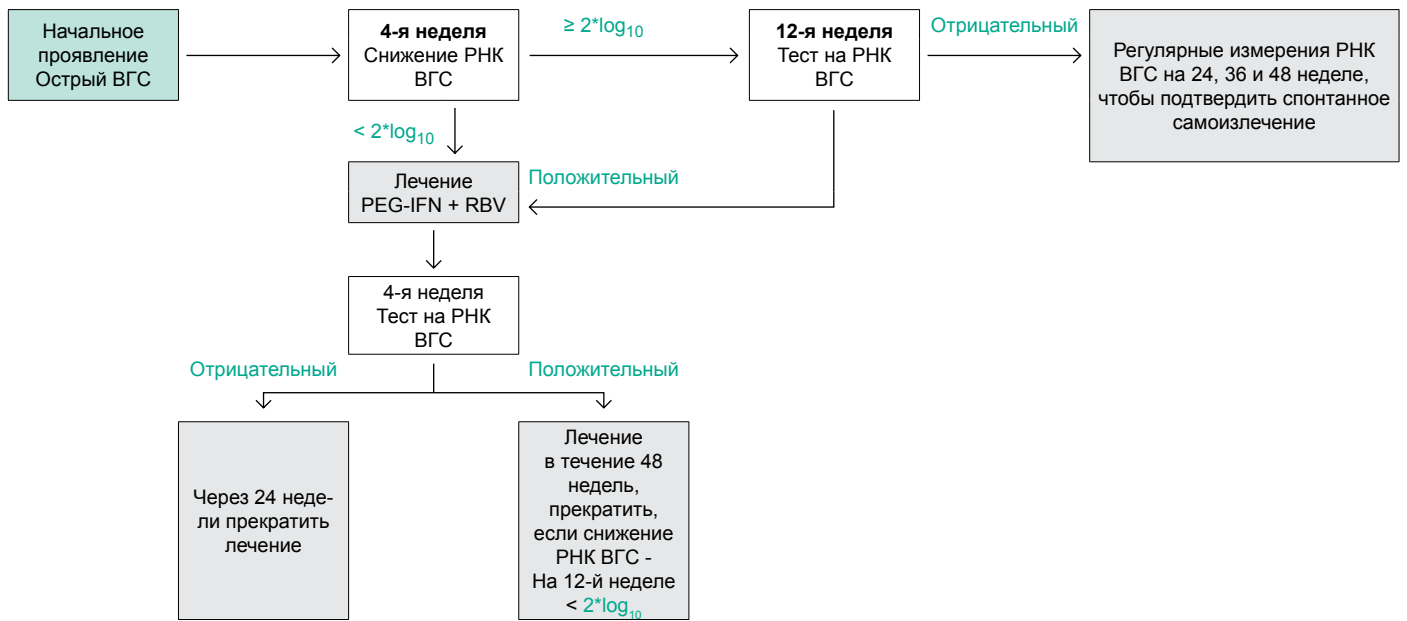 Начальное
проявление
Острый ВГС
4-я неделя
Снижение РНК
ВГС
≥ 2*log10
12-я неделя
Тест на РНК
ВГС
Отрицательный
Регулярные измерения РНК
ВГС на 24, 36 и 48 неделе,
чтобы подтвердить спонтанное
самоизлечение
< 2*log10
Лечение
PEG-IFN + RBV
Положительный
4-я неделя
Тест на РНК
ВГС
Отрицательный
Положительный
Через 24 неде-
ли прекратить
лечение
Лечение
в течение 48
недель,
прекратить,
если снижение
РНК ВГС -
На 12-й неделе
< 2*log10